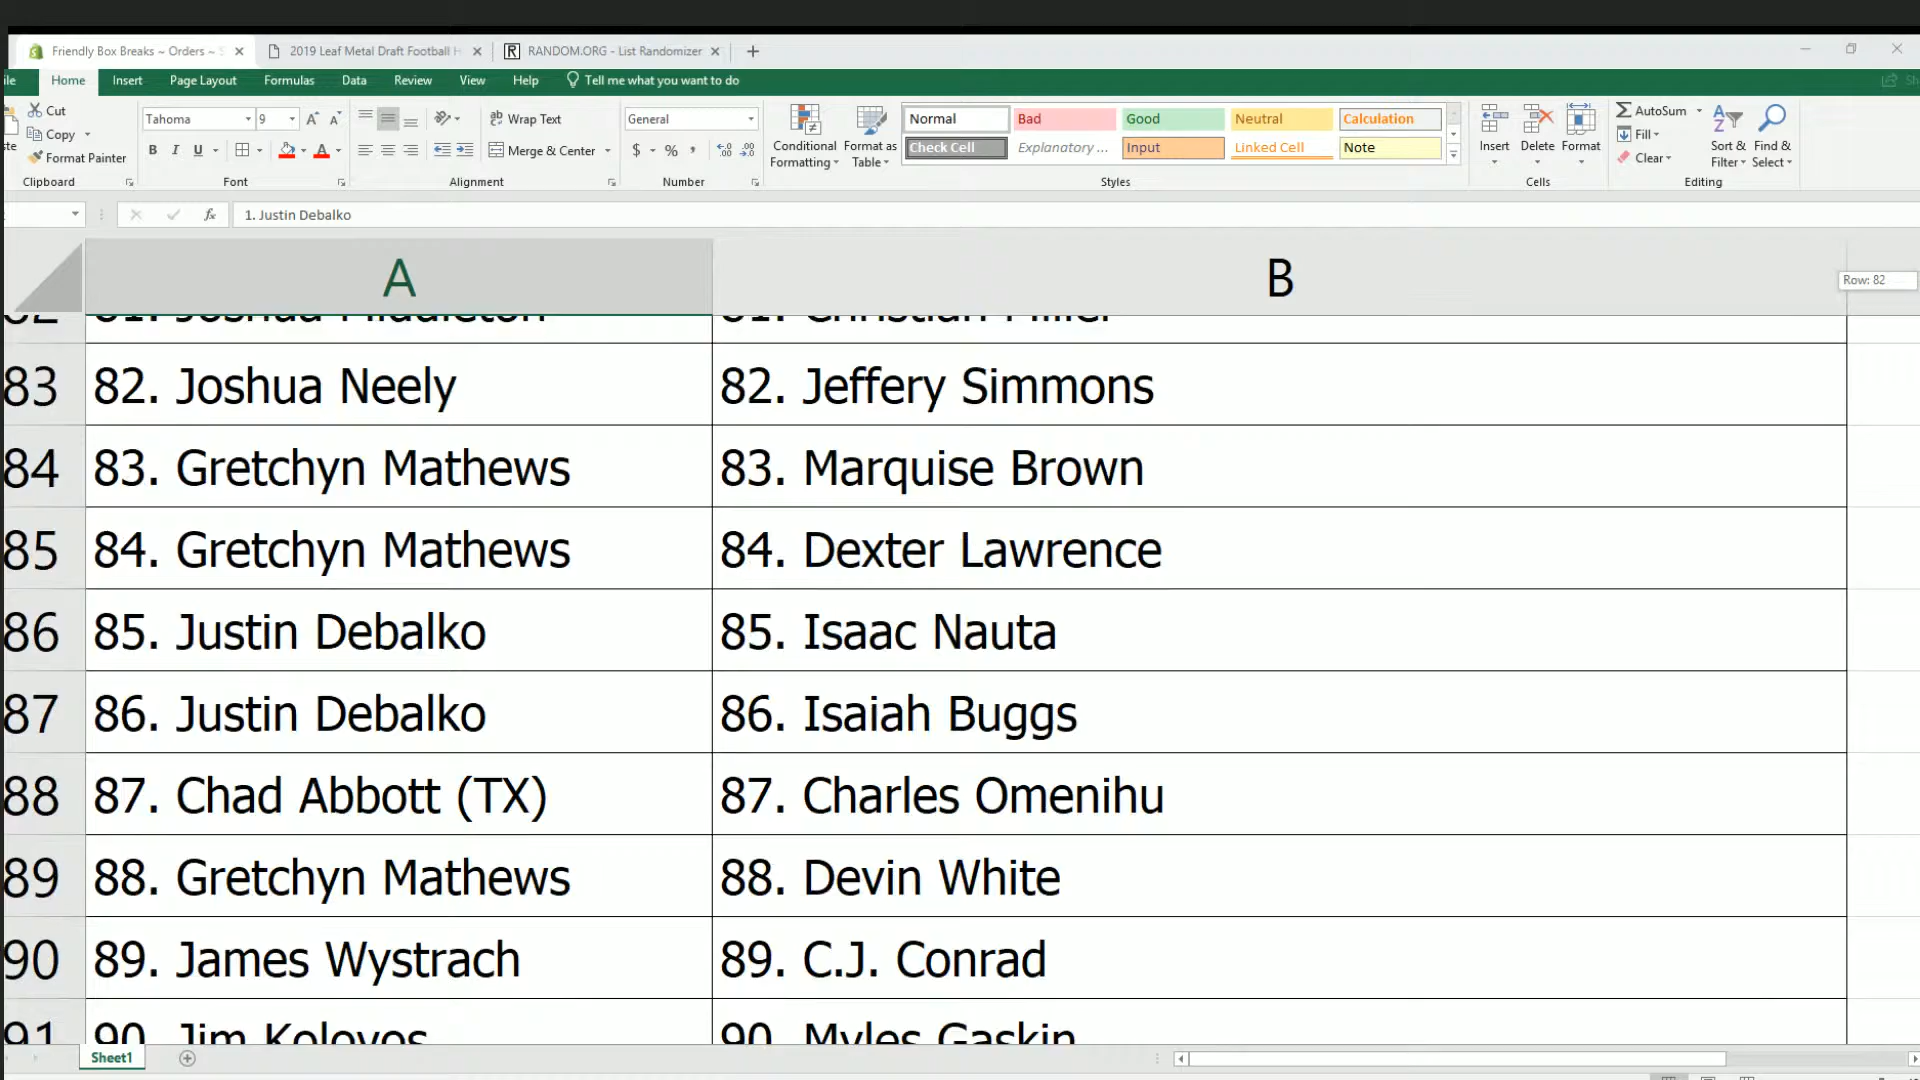 Friendly Box Breaks ~ Orders ~
2019 Leaf Metal Draft Football
RANDOM.ORG - List Randomizer
Home Insert Page Layout Formulas Data Review View Help Tell me what you want to do
Cut
Copy
Format Painter
Clipboard
Tahoma 9
B I U
Font
Wrap Text
Merge & Center
Alignment
General
$ % ,
Number
Conditional Formatting
Format as Table
Normal Bad Good Neutral Calculation
Check Cell Explanatory ... Input Linked Cell Note
Styles
Insert Delete Format
Cells
AutoSum
Fill
Clear
Sort & Filter
Find & Select
Editing
fx 1. Justin Debalko
A B
Row: 82
81. Joshua Middleton 81. Christian Miller
83 82. Joshua Neely 82. Jeffery Simmons
84 83. Gretchyn Mathews 83. Marquise Brown
85 84. Gretchyn Mathews 84. Dexter Lawrence
86 85. Justin Debalko 85. Isaac Nauta
87 86. Justin Debalko 86. Isaiah Buggs
88 87. Chad Abbott (TX) 87. Charles Omenihu
89 88. Gretchyn Mathews 88. Devin White
90 89. James Wystrach 89. C.J. Conrad
91 90. Jim Kolovos 90. Myles Gaskin
Sheet1